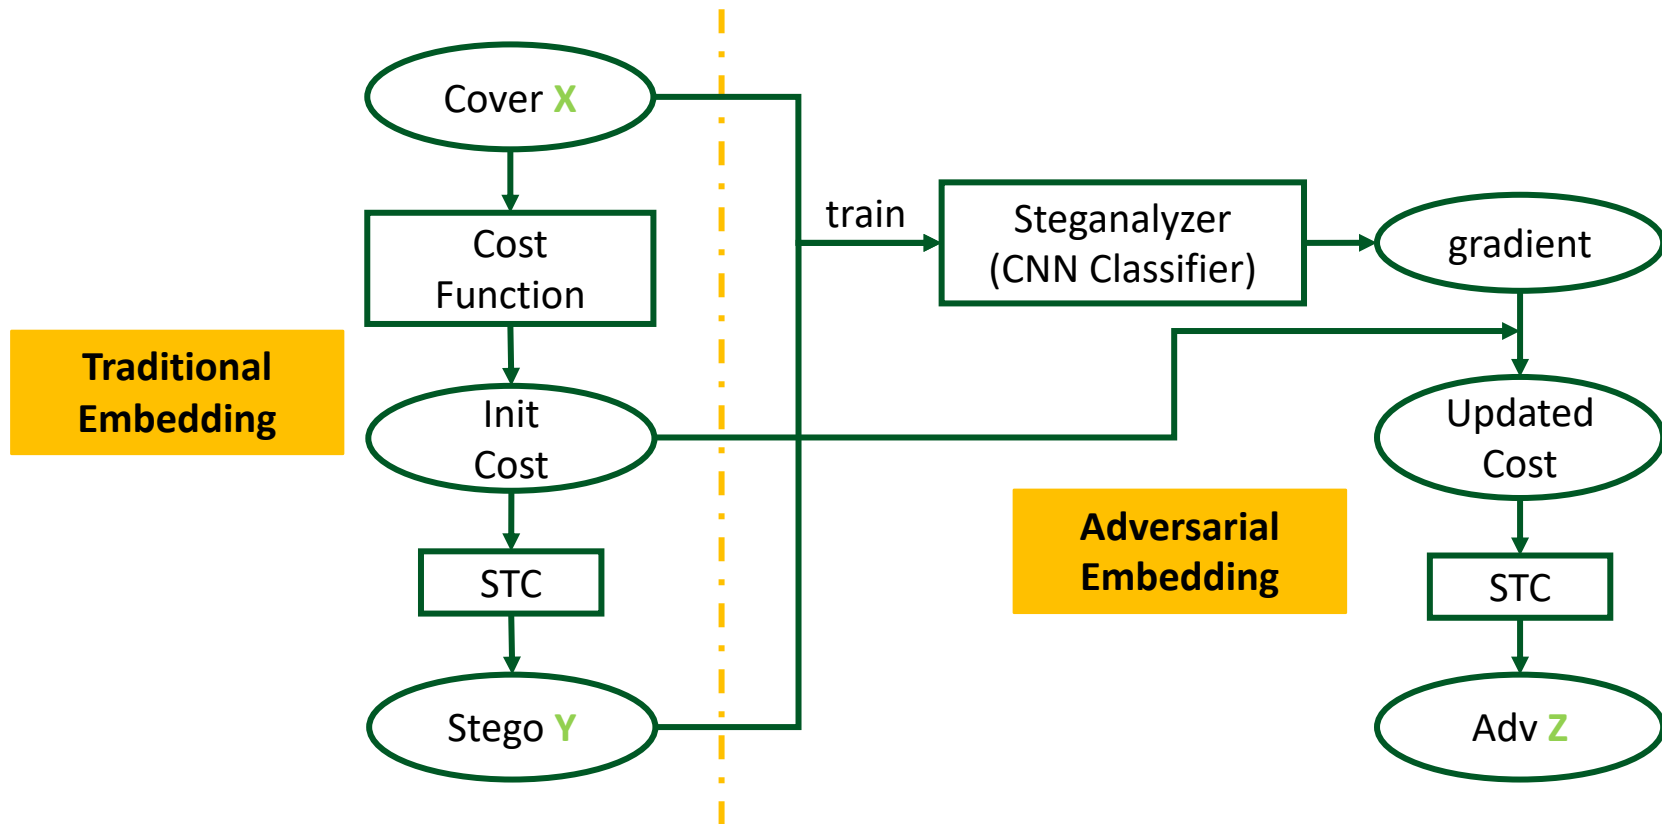 Cover X
Cost
Function
Traditional
Embedding
Init
Cost
STC
Stego Y
train
Steganalyzer
(CNN Classifier)
gradient
Updated
Cost
Adversarial
Embedding
STC
Adv Z